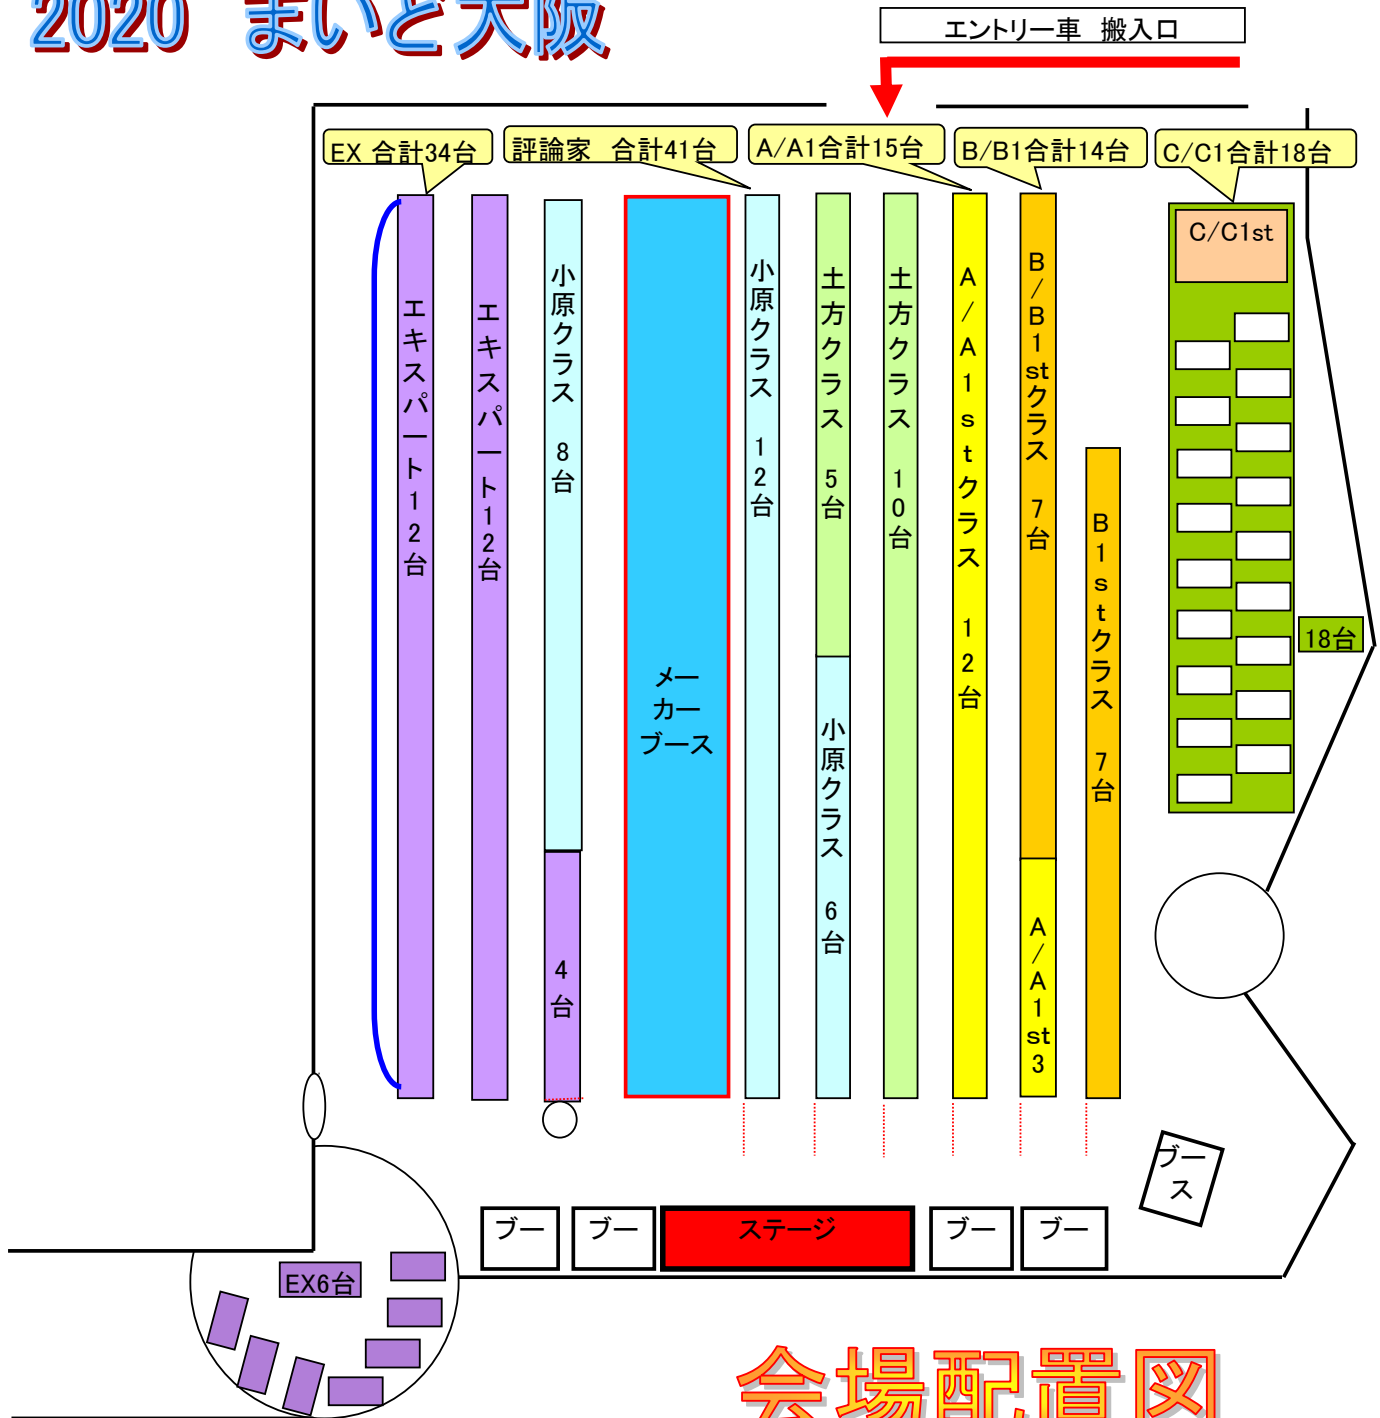 2020 まいど大阪
エントリー車 搬入口
EX 合計34台
評論家 合計41台
A/A1合計15台
B/B1合計14台
C/C1合計18台
エキスパート12台
エキスパート12台
小原クラス 8台
4台
メー
カー
ブース
小原クラス 12台
土方クラス 5台
小原クラス 6台
土方クラス 10台
A/A1stクラス 12台
B/B1stクラス 7台
A/A1st3
B1stクラス 7台
C/C1st
18台
ブー
ス
ブー
ブー
ステージ
ブー
ブー
EX6台
会場配置図